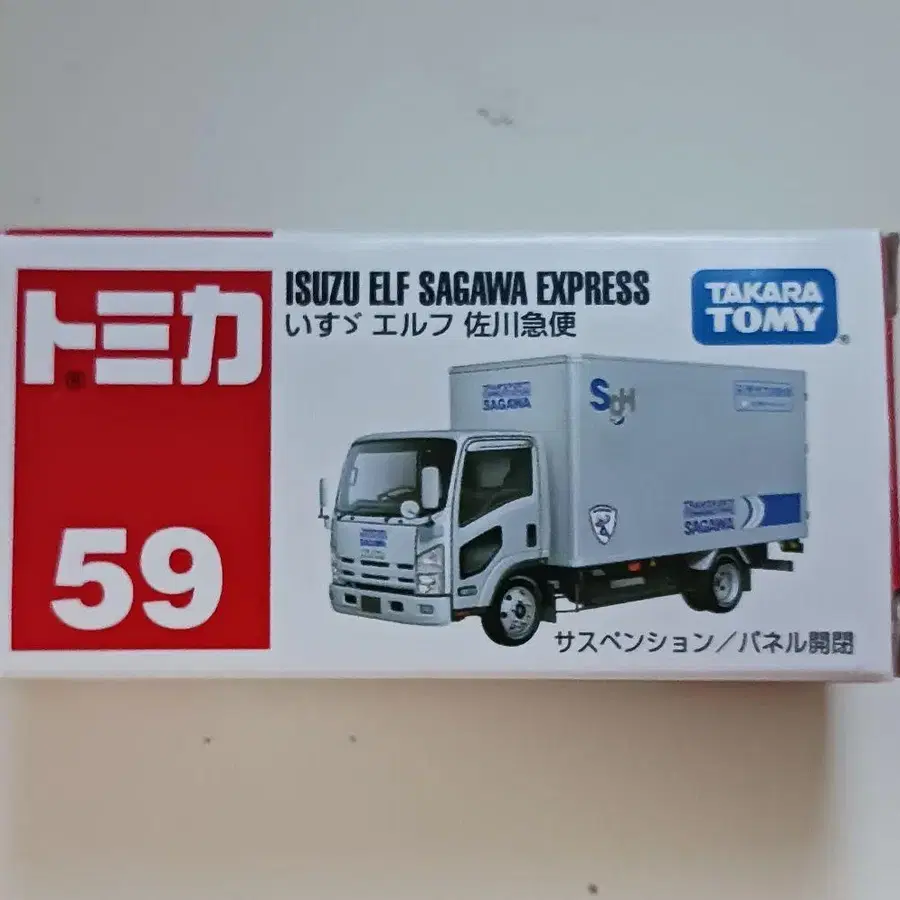 トミカ
59
ISUZU ELF SAGAWA EXPRESS
いすゞ エルフ 佐川急便
TAKARA
TOMY
SAGAWA
SGH
SAGAWA
SAGAWA
サスペンション／パネル開閉